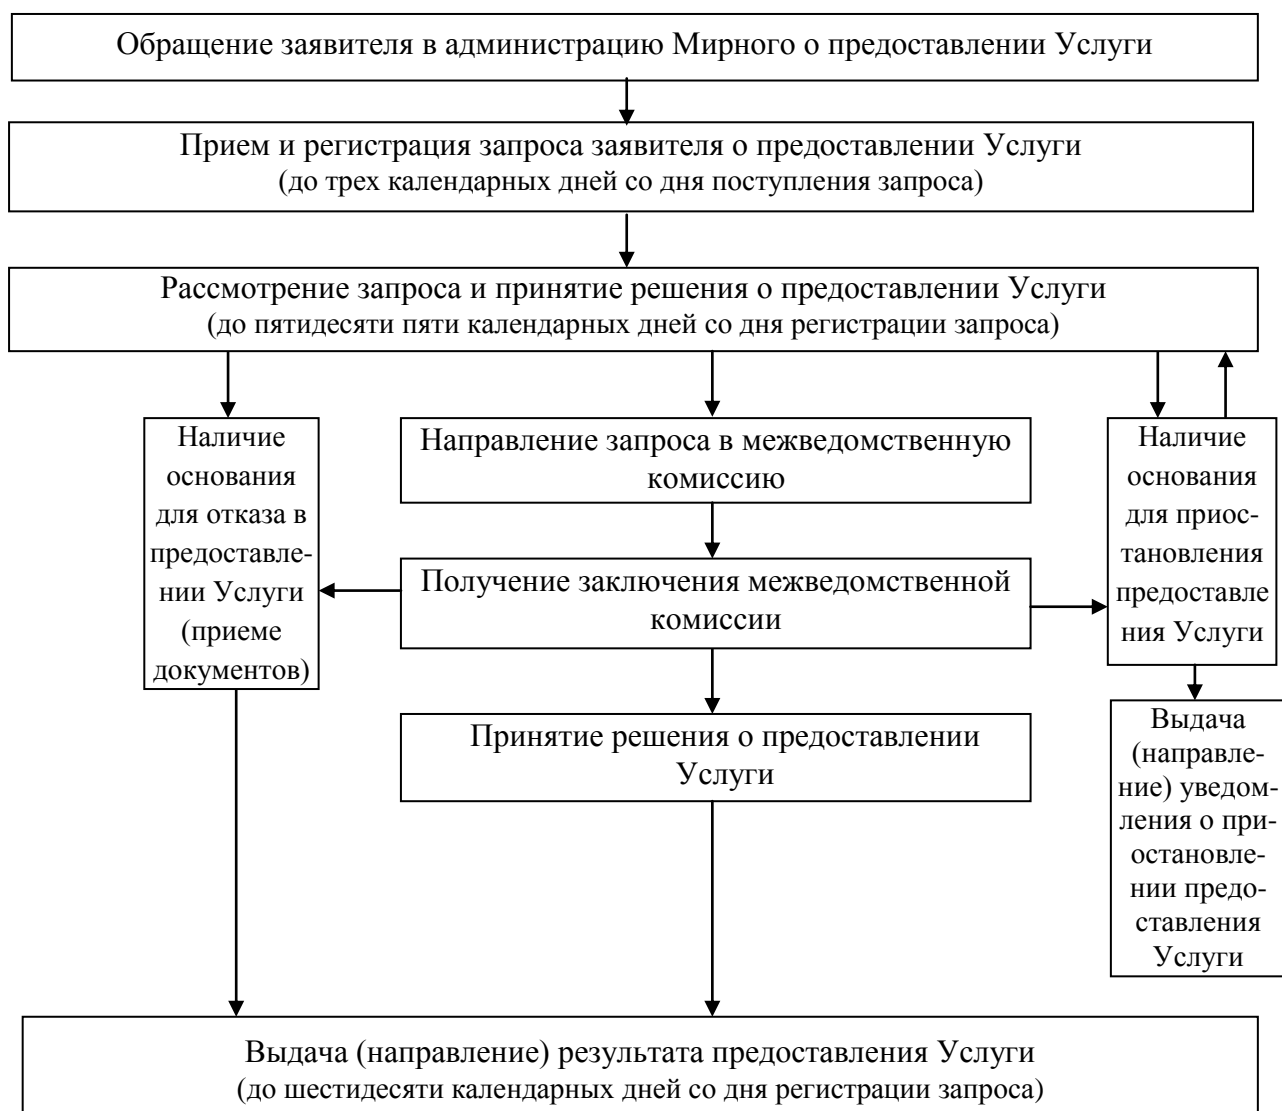 Обращение заявителя в администрацию Мирного о предоставлении Услуги
Прием и регистрация запроса заявителя о предоставлении Услуги
(до трех календарных дней со дня поступления запроса)
Рассмотрение запроса и принятие решения о предоставлении Услуги
(до пятидесяти пяти календарных дней со дня регистрации запроса)
Наличие
основания
для отказа в
предоставле-
нии Услуги
(приеме
документов)
Направление запроса в межведомственную
комиссию
Получение заключения межведомственной
комиссии
Принятие решения о предоставлении
Услуги
Наличие
основания
для приос-
тановления
предоставле
ния Услуги
Выдача
(направле-
ние) уведом-
ления о при-
остановле-
нии предо-
ставления
Услуги
Выдача (направление) результата предоставления Услуги
(до шестидесяти календарных дней со дня регистрации запроса)